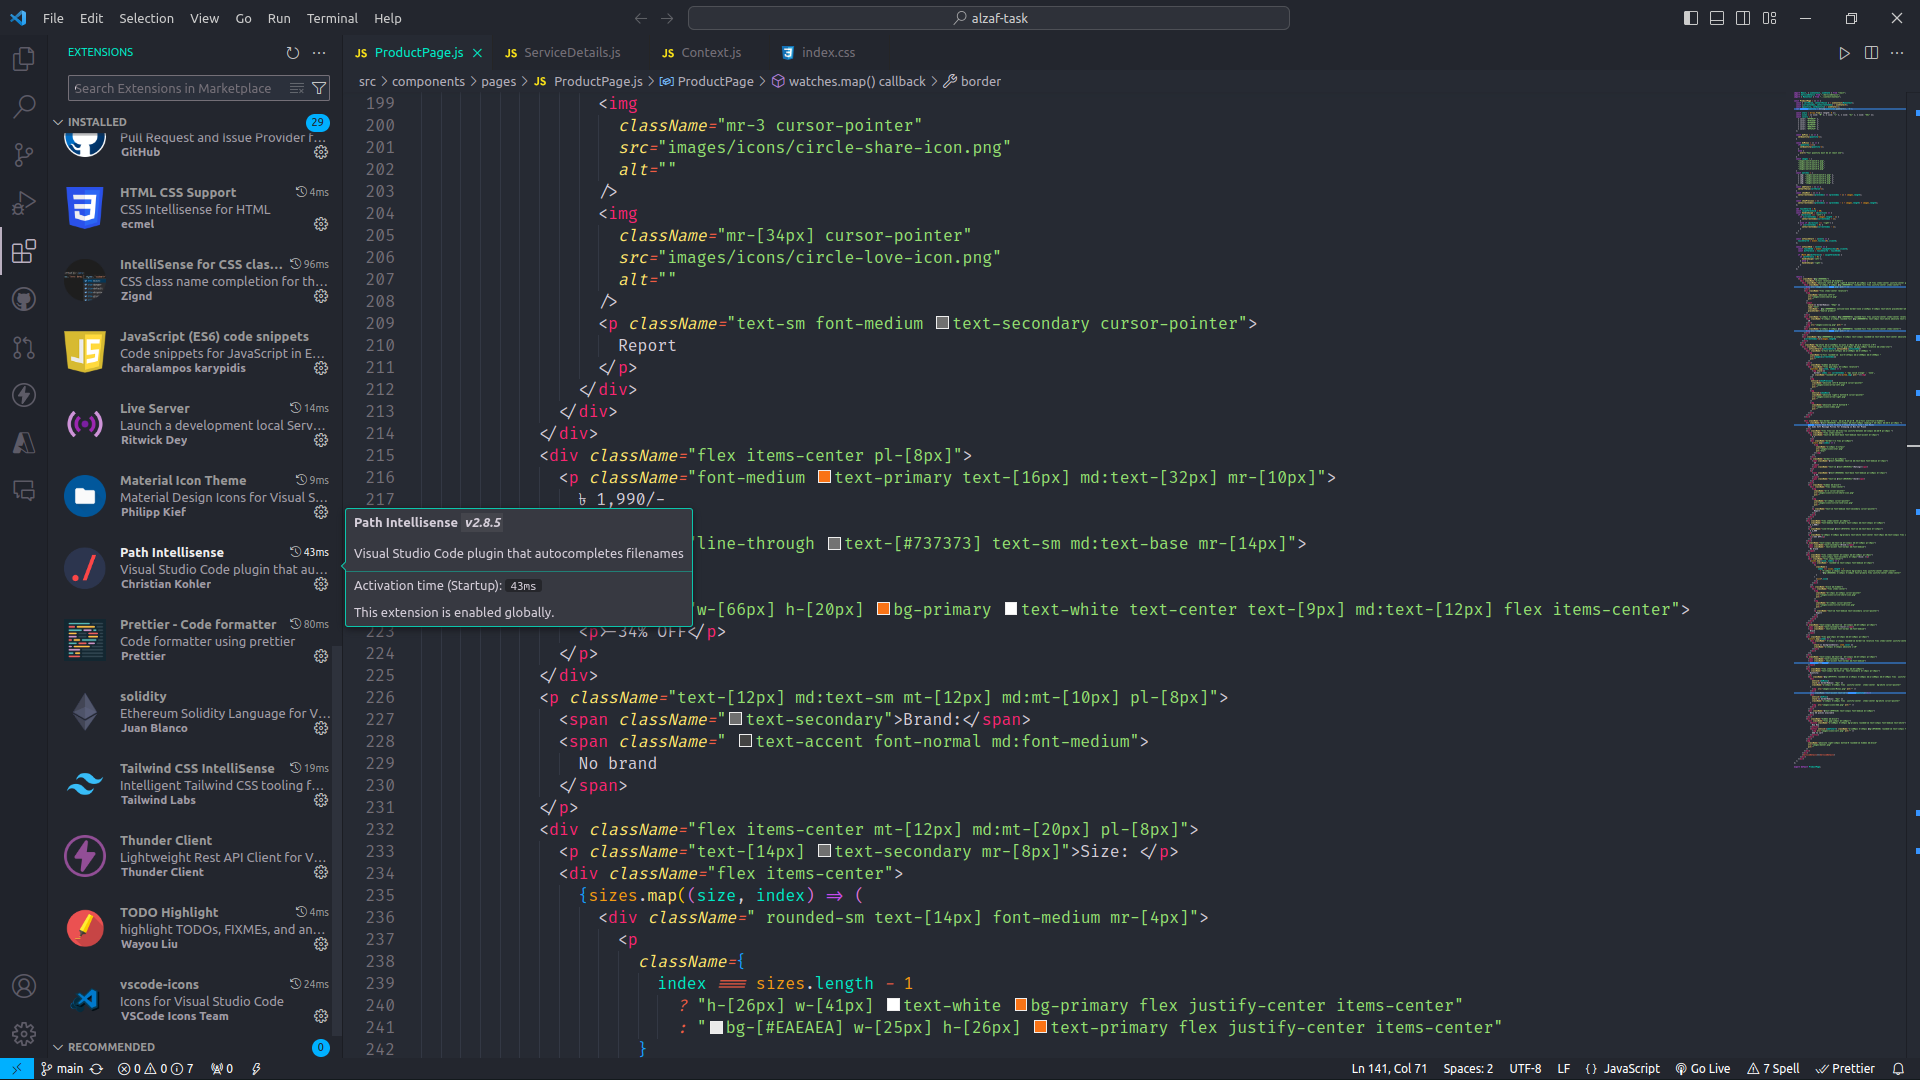 File Edit Selection View Go Run Terminal Help
alzaf-task
EXTENSIONS
Search Extensions in Marketplace
INSTALLED 29
Pull Request and Issue Provider f...
GitHub
HTML CSS Support 4ms
CSS Intellisense for HTML
ecmel
IntelliSense for CSS clas... 96ms
CSS class name completion for th...
Zignd
JavaScript (ES6) code snippets
Code snippets for JavaScript in E...
charalampos karypidis
Live Server 14ms
Launch a development local Serv...
Ritwick Dey
Material Icon Theme 9ms
Material Design Icons for Visual S...
Philipp Kief
Path Intellisense 43ms
Visual Studio Code plugin that au...
Christian Kohler
Prettier - Code formatter 80ms
Code formatter using prettier
Prettier
solidity
Ethereum Solidity Language for V...
Juan Blanco
Tailwind CSS IntelliSense 19ms
Intelligent Tailwind CSS tooling f...
Tailwind Labs
Thunder Client
Lightweight Rest API Client for V...
Thunder Client
TODO Highlight 4ms
highlight TODOs, FIXMEs, and an...
Wayou Liu
vscode-icons 24ms
Icons for Visual Studio Code
VSCode Icons Team
RECOMMENDED 0
JS ProductPage.js JS ServiceDetails.js JS Context.js index.css
src > components > pages > JS ProductPage.js > ProductPage > watches.map() callback > border
199 <img
200 className="mr-3 cursor-pointer"
201 src="images/icons/circle-share-icon.png"
202 alt=""
203 />
204 <img
205 className="mr-[34px] cursor-pointer"
206 src="images/icons/circle-love-icon.png"
207 alt=""
208 />
209 <p className="text-sm font-medium text-secondary cursor-pointer">
210 Report
211 </p>
212 </div>
213 </div>
214 </div>
215 <div className="flex items-center pl-[8px]">
216 <p className="font-medium text-primary text-[16px] md:text-[32px] mr-[10px]">
217 ৳ 1,990/-
Path Intellisense v2.8.5
Visual Studio Code plugin that autocompletes filenames
Activation time (Startup): 43ms
This extension is enabled globally.
line-through text-[#737373] text-sm md:text-base mr-[14px]">
w-[66px] h-[20px] bg-primary text-white text-center text-[9px] md:text-[12px] flex items-center">
223 <p>-34% OFF</p>
224 </p>
225 </div>
226 <p className="text-[12px] md:text-sm mt-[12px] md:mt-[10px] pl-[8px]">
227 <span className="text-secondary">Brand:</span>
228 <span className=" text-accent font-normal md:font-medium">
229 No brand
230 </span>
231 </p>
232 <div className="flex items-center mt-[12px] md:mt-[20px] pl-[8px]">
233 <p className="text-[14px] text-secondary mr-[8px]">Size: </p>
234 <div className="flex items-center">
235 {sizes.map((size, index) => (
236 <div className=" rounded-sm text-[14px] font-medium mr-[4px]">
237 <p
238 className={
239 index === sizes.length - 1
240 ? "h-[26px] w-[41px] text-white bg-primary flex justify-center items-center"
241 : "bg-[#EAEAEA] w-[25px] h-[26px] text-primary flex justify-center items-center"
242 }
main 0 0 7 0 Ln 141, Col 71 Spaces: 2 UTF-8 LF {} JavaScript Go Live 7 Spell Prettier